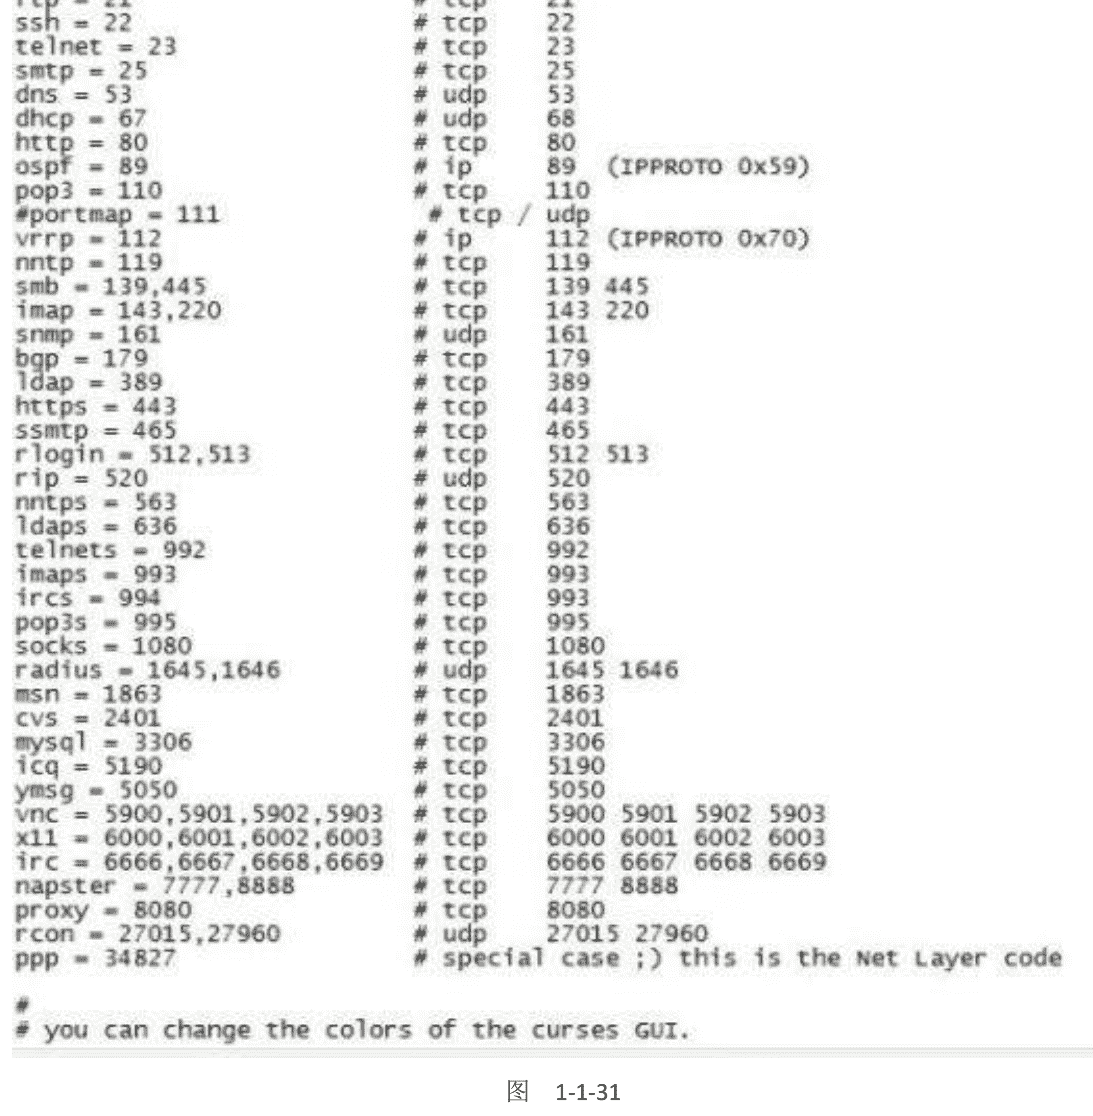 ftp = 21 # tcp 21
ssh = 22 # tcp 22
telnet = 23 # tcp 23
smtp = 25 # tcp 25
dns = 53 # udp 53
dhcp = 67 # udp 68
http = 80 # tcp 80
ospf = 89 # ip 89 (IPPROTO 0x59)
pop3 = 110 # tcp 110
#portmap = 111 # tcp / udp
vrrp = 112 # ip 112 (IPPROTO 0x70)
nntp = 119 # tcp 119
smb = 139,445 # tcp 139 445
imap = 143,220 # tcp 143 220
snmp = 161 # udp 161
bgp = 179 # tcp 179
ldap = 389 # tcp 389
https = 443 # tcp 443
ssmtp = 465 # tcp 465
rlogin = 512,513 # tcp 512 513
rip = 520 # udp 520
nntps = 563 # tcp 563
ldaps = 636 # tcp 636
telnets = 992 # tcp 992
imaps = 993 # tcp 993
ircs = 994 # tcp 993
pop3s = 995 # tcp 995
socks = 1080 # tcp 1080
radius = 1645,1646 # udp 1645 1646
msn = 1863 # tcp 1863
cvs = 2401 # tcp 2401
mysql = 3306 # tcp 3306
icq = 5190 # tcp 5190
ymsg = 5050 # tcp 5050
vnc = 5900,5901,5902,5903 # tcp 5900 5901 5902 5903
x11 = 6000,6001,6002,6003 # tcp 6000 6001 6002 6003
irc = 6666,6667,6668,6669 # tcp 6666 6667 6668 6669
napster = 7777,8888 # tcp 7777 8888
proxy = 8080 # tcp 8080
rcon = 27015,27960 # udp 27015 27960
ppp = 34827 # special case ;) this is the Net Layer code
#
# you can change the colors of the curses GUI.
图 1-1-31